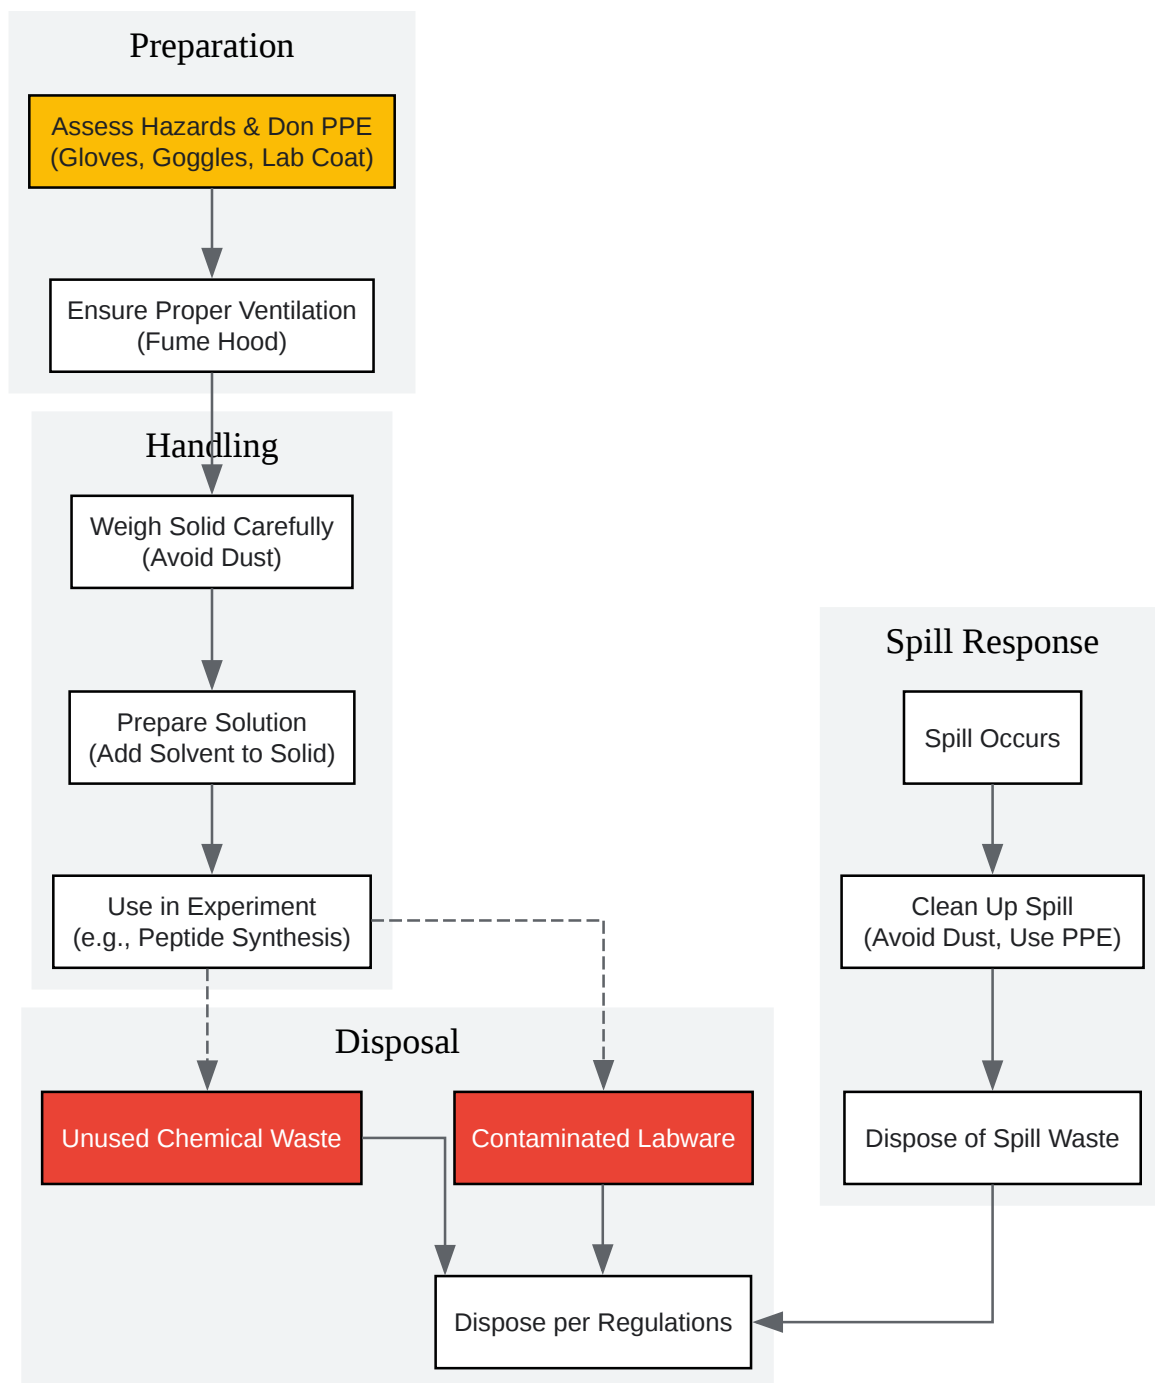 Preparation
Assess Hazards & Don PPE
(Gloves, Goggles, Lab Coat)
Ensure Proper Ventilation
(Fume Hood)
Handling
Weigh Solid Carefully
(Avoid Dust)
Prepare Solution
(Add Solvent to Solid)
Use in Experiment
(e.g., Peptide Synthesis)
Spill Response
Spill Occurs
Clean Up Spill
(Avoid Dust, Use PPE)
Dispose of Spill Waste
Disposal
Unused Chemical Waste
Contaminated Labware
Dispose per Regulations